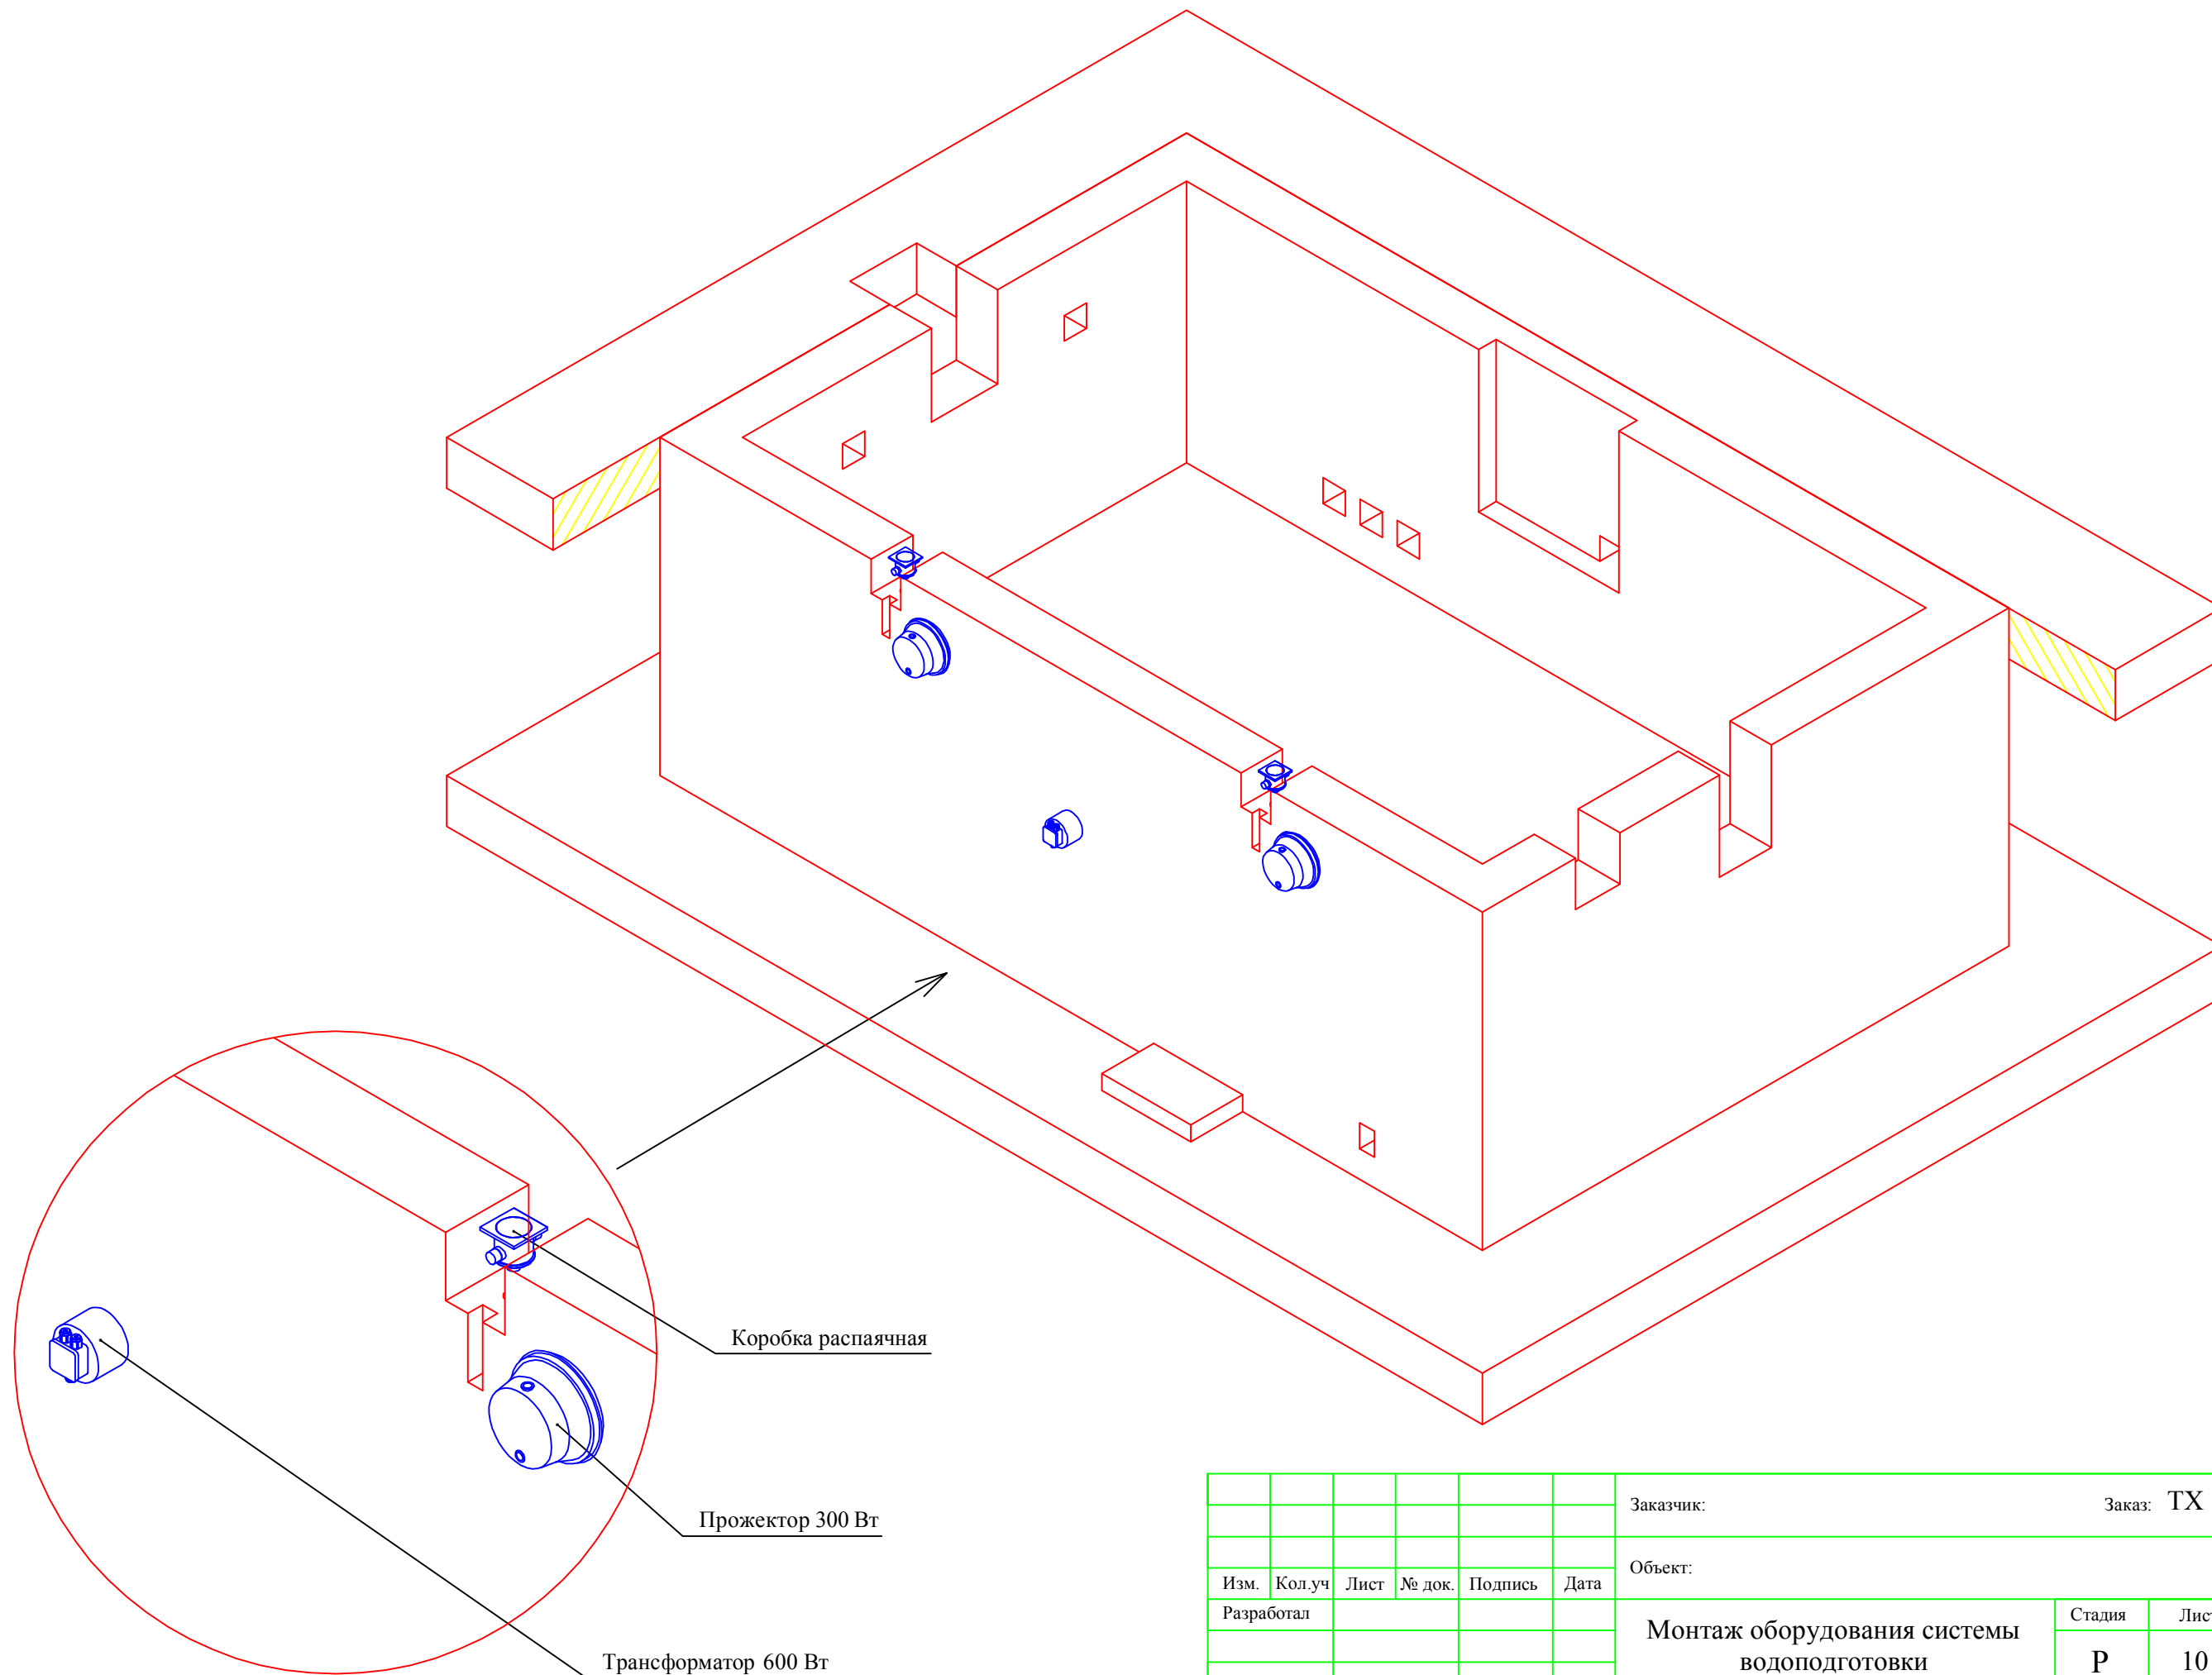 Коробка распаячная
Прожектор 300 Вт
Трансформатор 600 Вт
Заказчик: Заказ: ТХ
Объект:
Изм. Кол.уч Лист № док. Подпись Дата
Разработал
Монтаж оборудования системы
водоподготовки
Стадия Лист
Р 10